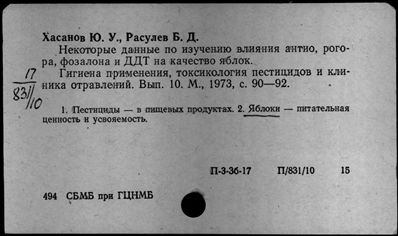 Хасанов Ю. У., Расулев Б. Д.
Некоторые данные по изучению влияния антио, рого-
ра, фозалона и ДДТ на качество яблок.
17
831/10
Гигиена применения, токсикология пестицидов и кли-
ника отравлений. Вып. 10. М., 1973, с. 90—92.
1. Пестициды — в пищевых продуктах. 2. Яблоки — питательная
ценность и усвояемость.
П-3-36-17 П/831/10 15
494 СБМБ при ГЦНМБ